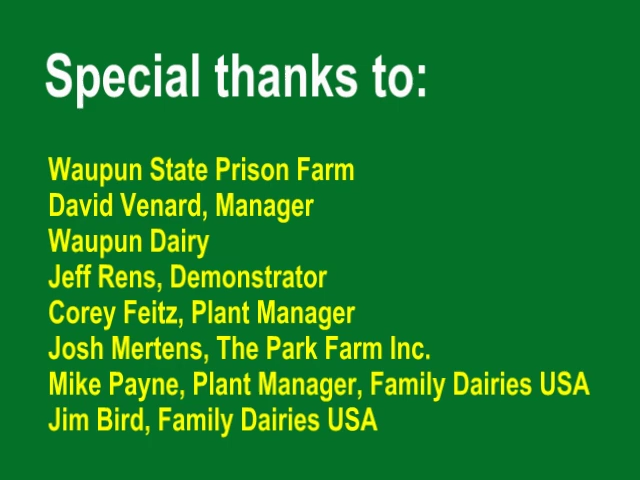 Special thanks to:
Waupun State Prison Farm
David Venard, Manager
Waupun Dairy
Jeff Rens, Demonstrator
Corey Feitz, Plant Manager
Josh Mertens, The Park Farm Inc.
Mike Payne, Plant Manager, Family Dairies USA
Jim Bird, Family Dairies USA